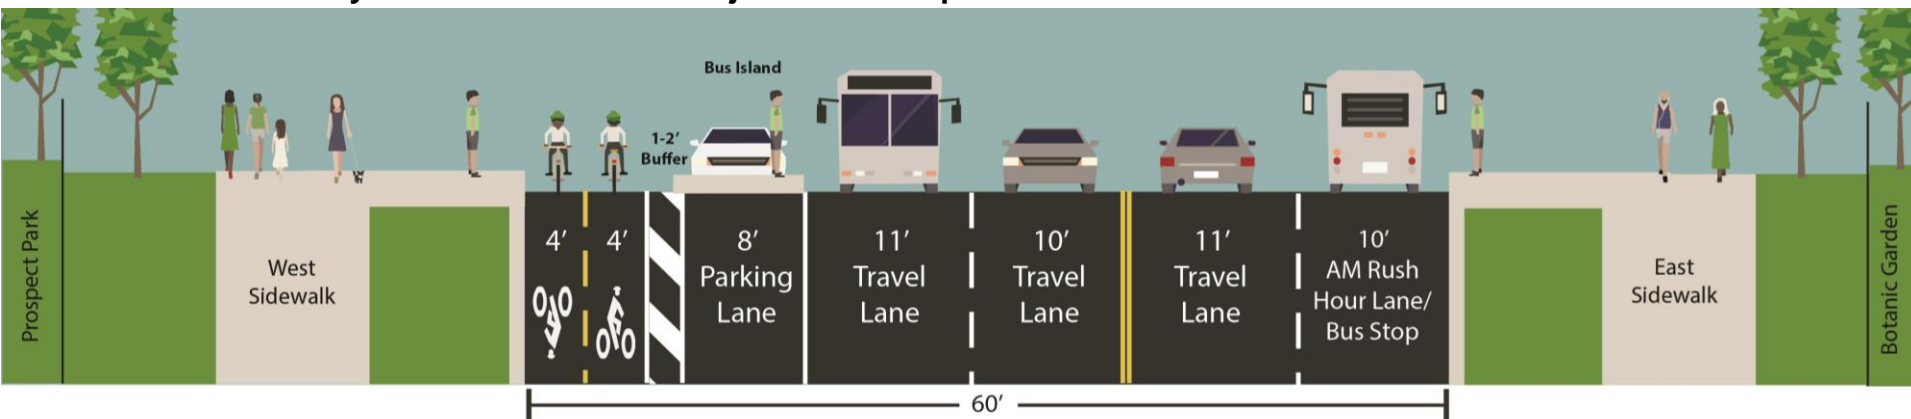 Prospect Park
West
Sidewalk
4’
4’
1-2’
Buffer
Bus Island
8’
Parking
Lane
11’
Travel
Lane
10’
Travel
Lane
11’
Travel
Lane
10’
AM Rush
Hour Lane/
Bus Stop
East
Sidewalk
Botanic Garden
60’